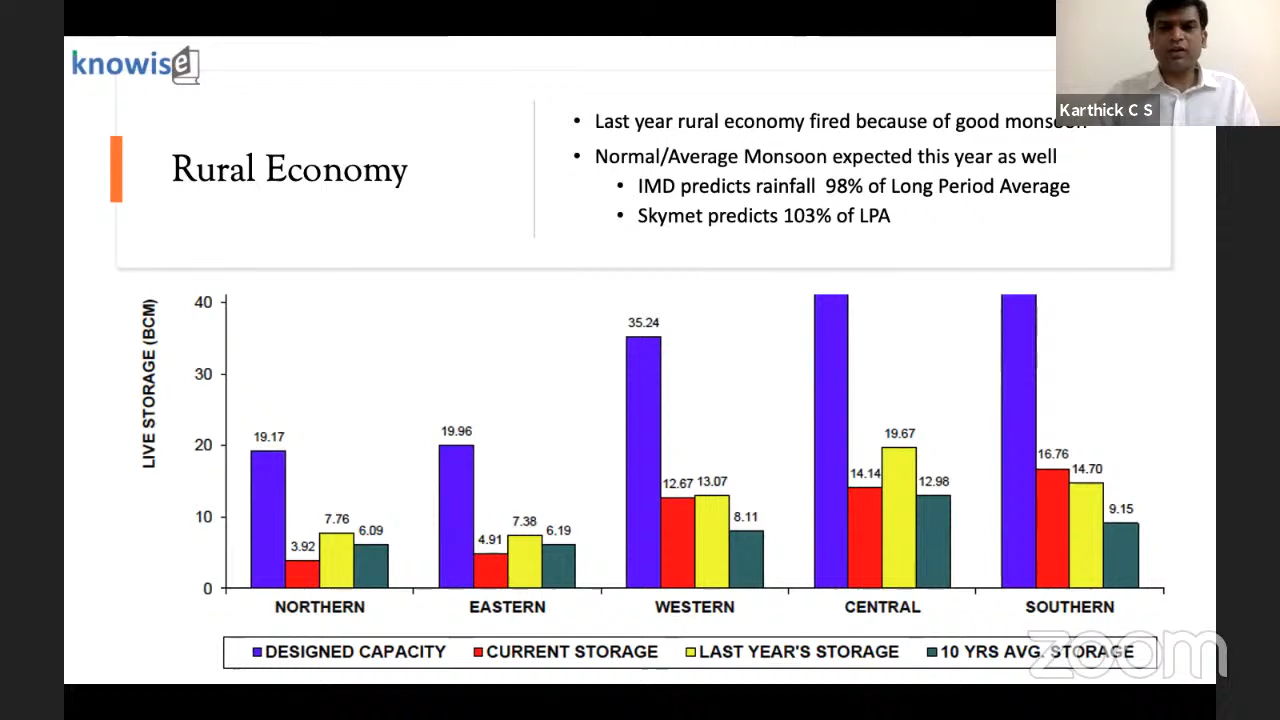 knowise
Karthick C S
Rural Economy
• Last year rural economy fired because of good monsoon
• Normal/Average Monsoon expected this year as well
• IMD predicts rainfall 98% of Long Period Average
• Skymet predicts 103% of LPA
LIVE STORAGE (BCM)
40
30
20
10
0
19.17
3.92
7.76
6.09
19.96
4.91
7.38
6.19
35.24
12.67
13.07
8.11
14.14
19.67
12.98
16.76
14.70
9.15
NORTHERN
EASTERN
WESTERN
CENTRAL
SOUTHERN
DESIGNED CAPACITY
CURRENT STORAGE
LAST YEAR'S STORAGE
10 YRS AVG. STORAGE
zoom